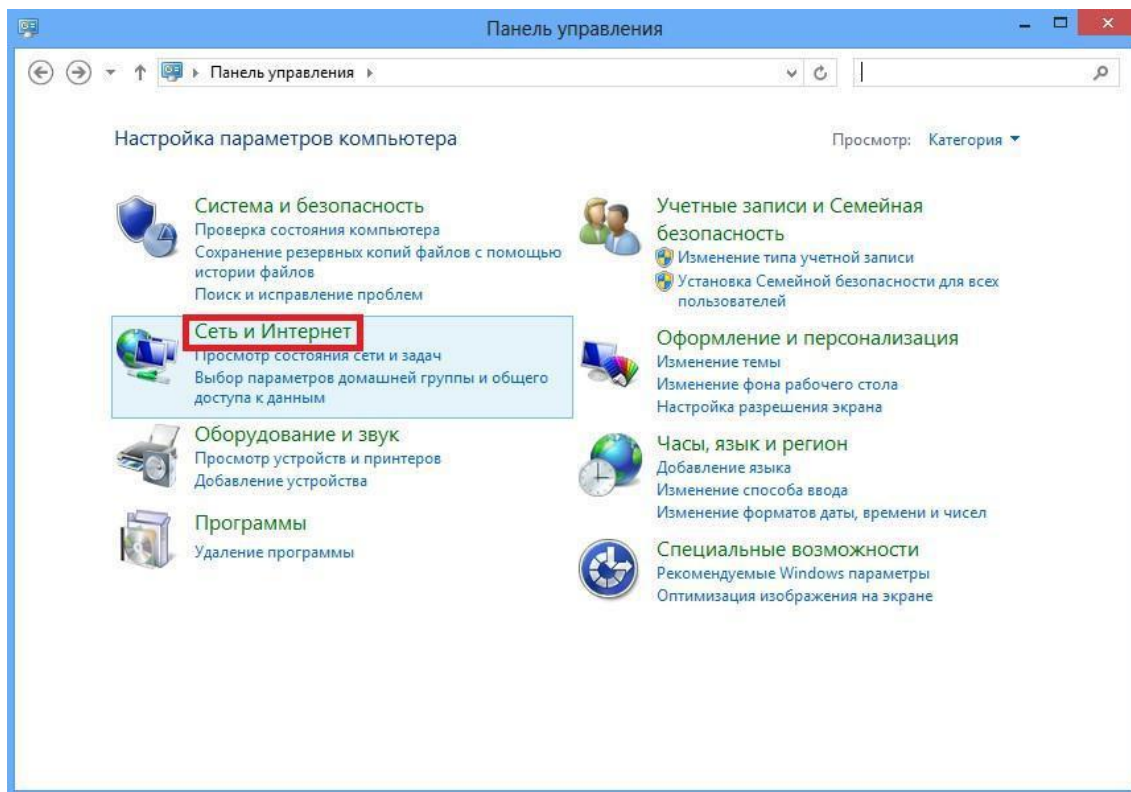 Панель управления
Панель управления
Настройка параметров компьютера
Просмотр: Категория
Система и безопасность
Проверка состояния компьютера
Сохранение резервных копий файлов с помощью
истории файлов
Поиск и исправление проблем
Сеть и Интернет
Просмотр состояния сети и задач
Выбор параметров домашней группы и общего
доступа к данным
Оборудование и звук
Просмотр устройств и принтеров
Добавление устройства
Программы
Удаление программы
Учетные записи и Семейная
безопасность
Изменение типа учетной записи
Установка Семейной безопасности для всех
пользователей
Оформление и персонализация
Изменение темы
Изменение фона рабочего стола
Настройка разрешения экрана
Часы, язык и регион
Добавление языка
Изменение способа ввода
Изменение форматов даты, времени и чисел
Специальные возможности
Рекомендуемые Windows параметры
Оптимизация изображения на экране